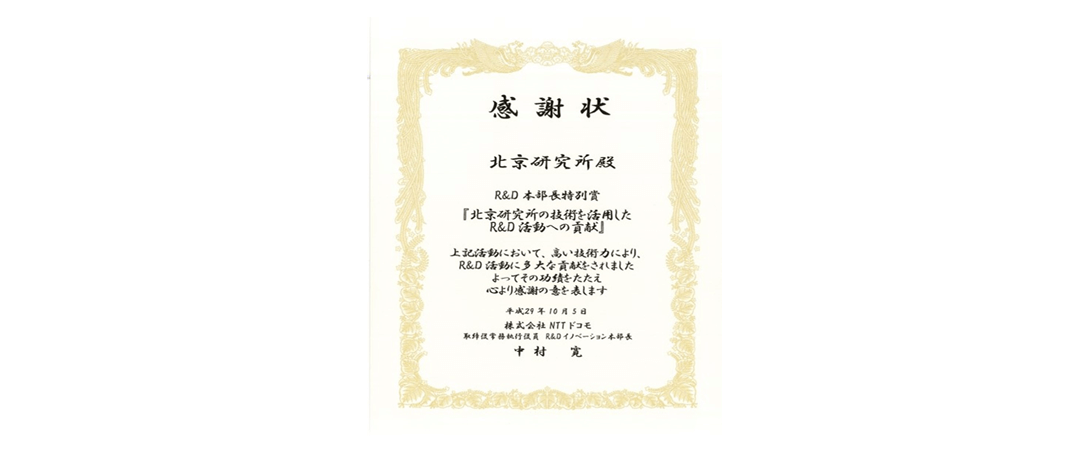 感謝状
北京研究所殿
R&D 本部長特別賞
『北京研究所の技術を活用した
R&D 活動への貢献』
上記活動において、高い技術力により、
R&D 活動に多大な貢献をされました
よってその功績をたたえ
心より感謝の意を表します
平成29 年 10 月 5 日
株式会社 NTT ドコモ
取締役常務執行役員 R&Dイノベーション本部長
中村 寛